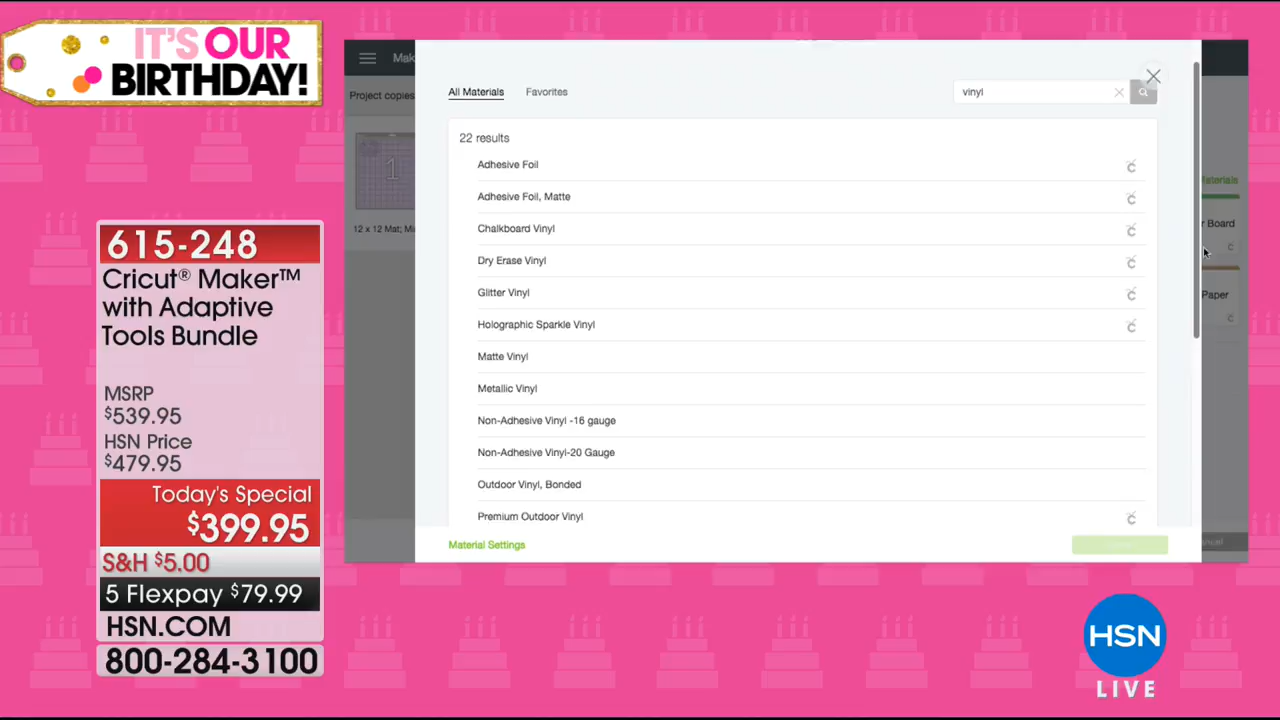 IT'S OUR
BIRTHDAY!
615-248
Cricut® Maker™
with Adaptive
Tools Bundle
MSRP
$539.95
HSN Price
$479.95
Today's Special
$399.95
S&H $5.00
5 Flexpay $79.99
HSN.COM
800-284-3100
Mak
Project copies
1
12 x 12 Mat;
All Materials
Favorites
vinyl
22 results
Adhesive Foil
Adhesive Foil, Matte
Chalkboard Vinyl
Dry Erase Vinyl
Glitter Vinyl
Holographic Sparkle Vinyl
Matte Vinyl
Metallic Vinyl
Non-Adhesive Vinyl -16 gauge
Non-Adhesive Vinyl-20 Gauge
Outdoor Vinyl, Bonded
Premium Outdoor Vinyl
Material Settings
aterials
r Board
Paper
HSN
LIVE